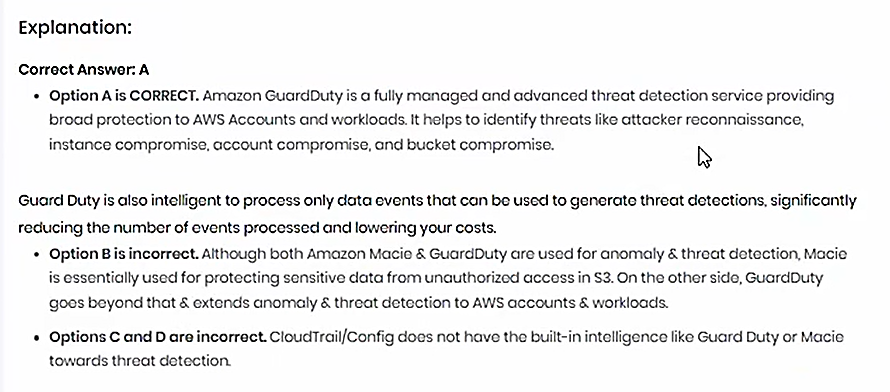 Explanation:
Correct Answer: A
• Option A is CORRECT. Amazon GuardDuty is a fully managed and advanced threat detection service providing
broad protection to AWS Accounts and workloads. It helps to identify threats like attacker reconnaissance,
instance compromise, account compromise, and bucket compromise.
Guard Duty is also intelligent to process only data events that can be used to generate threat detections, significantly
reducing the number of events processed and lowering your costs.
• Option B is incorrect. Although both Amazon Macie & GuardDuty are used for anomaly & threat detection, Macie
is essentially used for protecting sensitive data from unauthorized access in S3. On the other side, GuardDuty
goes beyond that & extends anomaly & threat detection to AWS accounts & workloads.
• Options C and D are incorrect. CloudTrail/Config does not have the built-in intelligence like Guard Duty or Macie
towards threat detection.